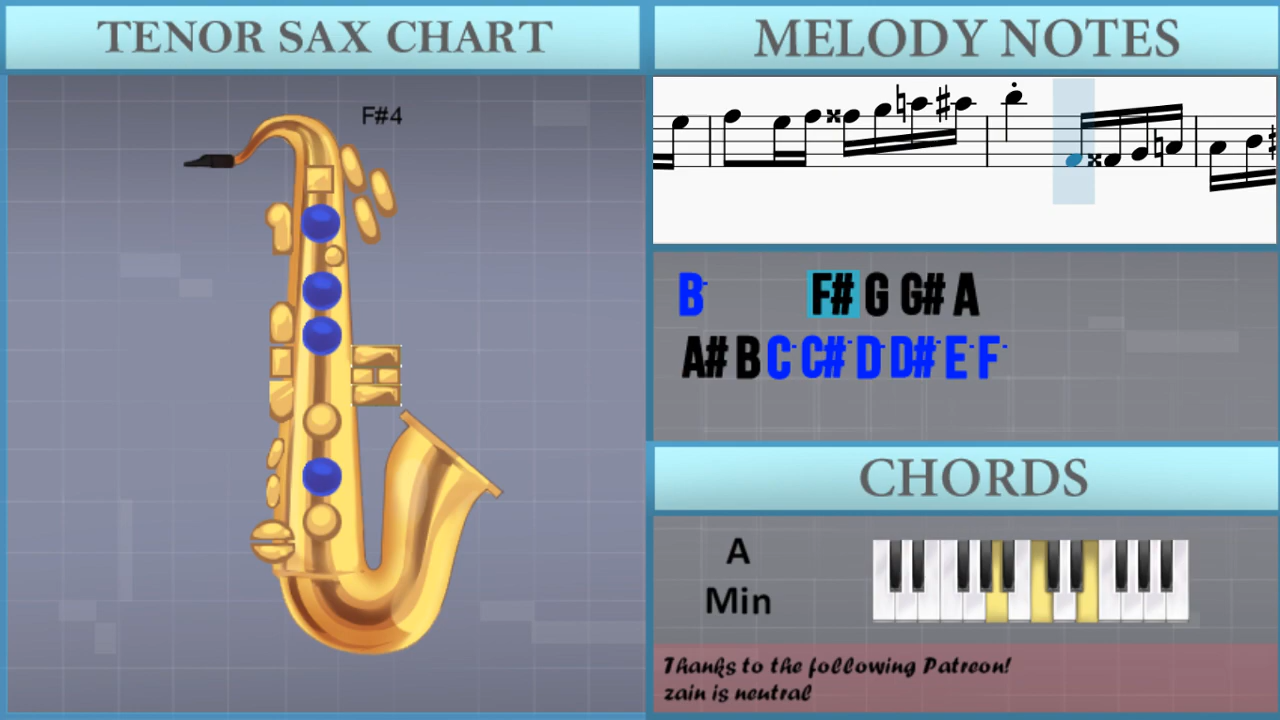 TENOR SAX CHART
F#4
MELODY NOTES
B- F# G G# A
A# B C- C#- D- D#- E- F-
CHORDS
A
Min
Thanks to the following Patreon!
zain is neutral